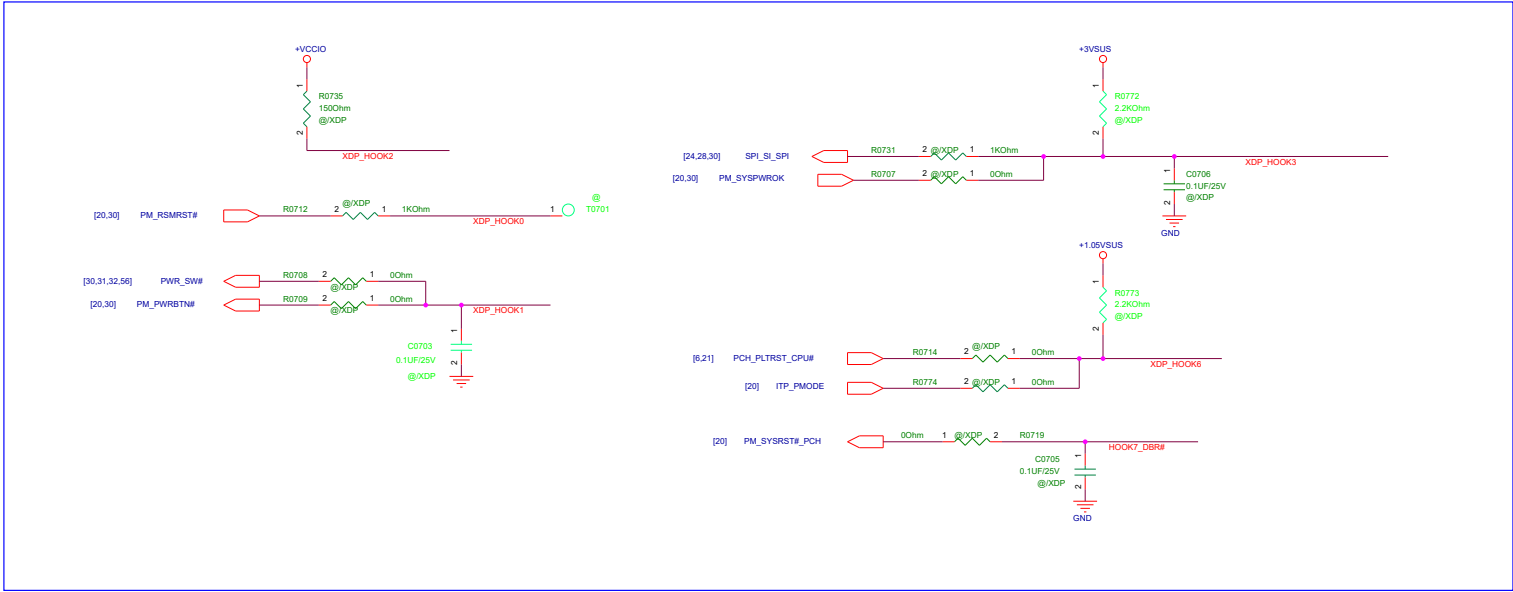 +VCCIO
1
R0735
150Ohm
@/XDP
2
XDP_HOOK2
[20,30] PM_RSMRST# R0712 2 @/XDP 1 1KOhm
XDP_HOOK0
1
@
T0701
[30,31,32,56] PWR_SW# R0708 2 @/XDP 1 0Ohm
[20,30] PM_PWRBTN# R0709 2 @/XDP 1 0Ohm
XDP_HOOK1
1
C0703
0.1UF/25V
2
@/XDP
+3VSUS
1
R0772
2.2KOhm
@/XDP
2
[24,28,30] SPI_SI_SPI R0731 2 @/XDP 1 1KOhm
XDP_HOOK3
[20,30] PM_SYSPWROK R0707 2 @/XDP 1 0Ohm
1
C0706
0.1UF/25V
@/XDP
2
GND
+1.05VSUS
1
R0773
2.2KOhm
@/XDP
2
[6,21] PCH_PLTRST_CPU# R0714 2 @/XDP 1 0Ohm
XDP_HOOK6
[20] ITP_PMODE R0774 2 @/XDP 1 0Ohm
[20] PM_SYSRST#_PCH 0Ohm 1 @/XDP 2 R0719
HOOK7_DBR#
1
C0705
0.1UF/25V
@/XDP
2
GND